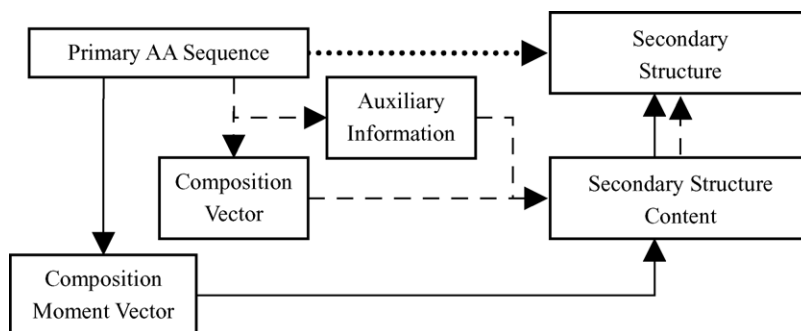 Primary AA Sequence
Secondary
Structure
Auxiliary
Information
Composition
Vector
Secondary Structure
Content
Composition
Moment Vector